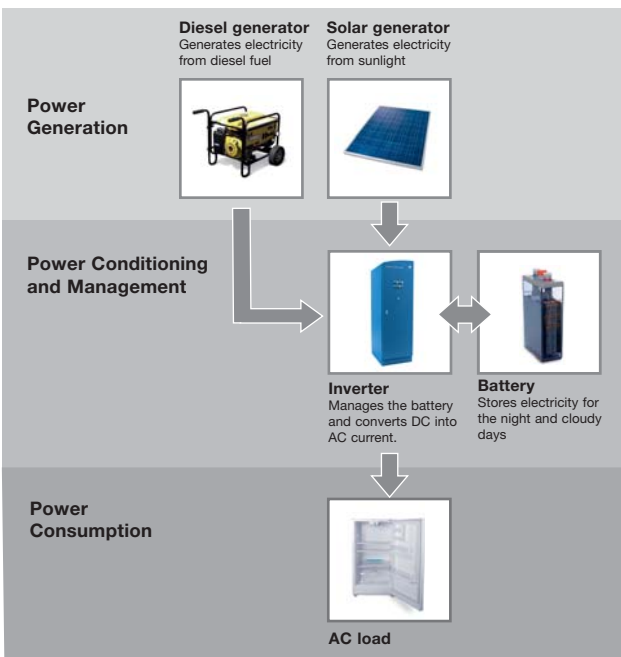 Diesel generator
Generates electricity
from diesel fuel
Solar generator
Generates electricity
from sunlight
Power
Generation
Power Conditioning
and Management
Inverter
Manages the battery
and converts DC into
AC current.
Battery
Stores electricity for
the night and cloudy
days
Power
Consumption
AC load